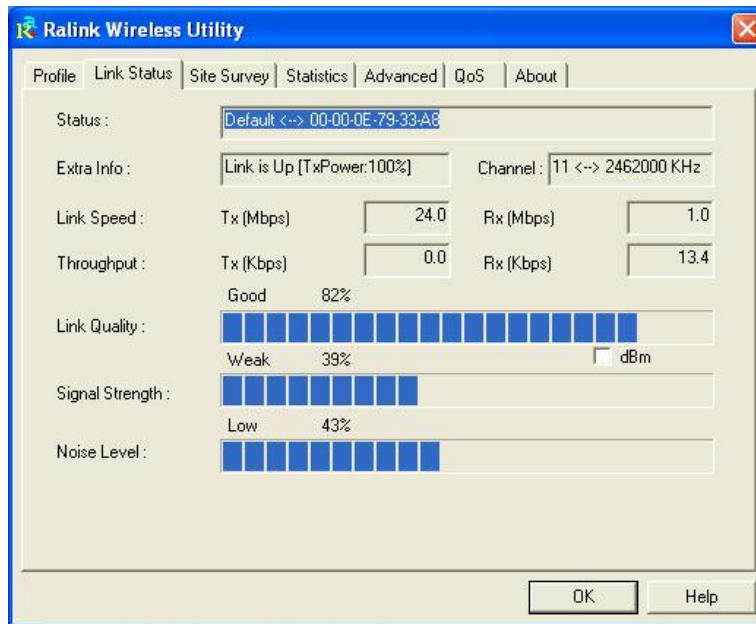 Ralink Wireless Utility
Profile Link Status Site Survey Statistics Advanced QoS About
Status : Default <--> 00-00-0E-79-33-A8
Extra Info : Link is Up [TxPower:100%] Channel : 11 <--> 2462000 KHz
Link Speed : Tx (Mbps) 24.0 Rx (Mbps) 1.0
Throughput : Tx (Kbps) 0.0 Rx (Kbps) 13.4
Good 82%
Link Quality :
Weak 39% dBm
Signal Strength :
Low 43%
Noise Level :
OK Help